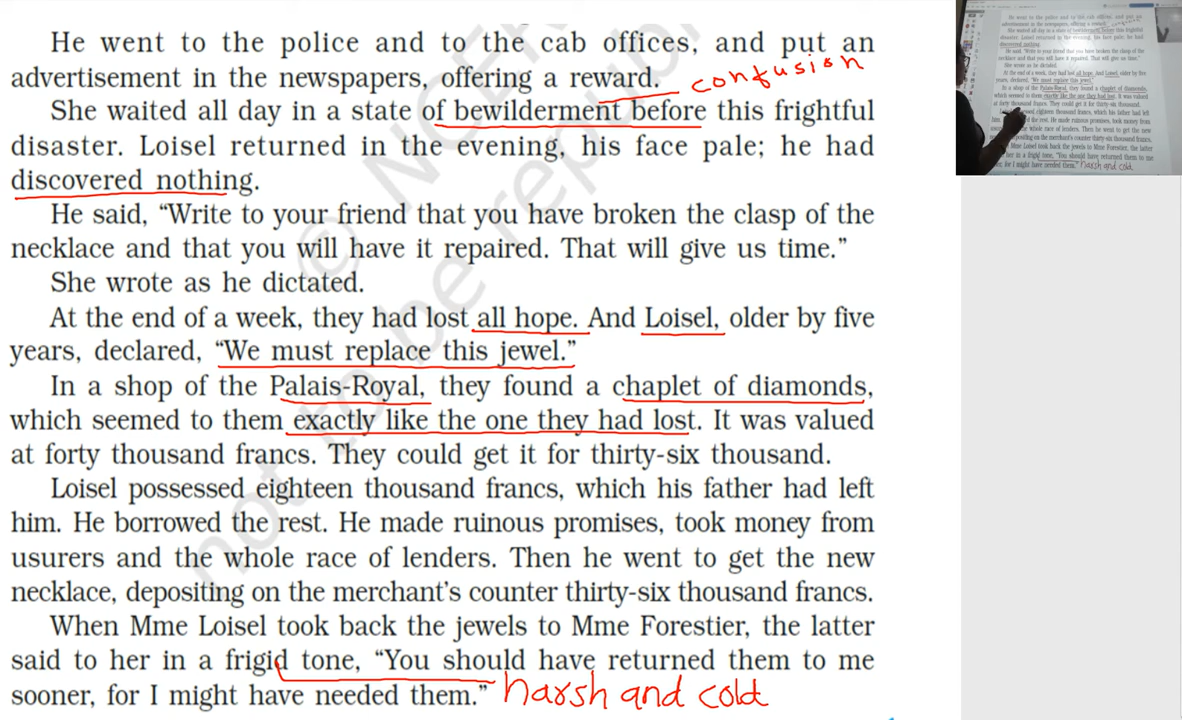 He went to the police and to the cab offices, and put an
advertisement in the newspapers, offering a reward. confusion
She waited all day in a state of bewilderment before this frightful
disaster. Loisel returned in the evening, his face pale; he had
discovered nothing.
He said, “Write to your friend that you have broken the clasp of the
necklace and that you will have it repaired. That will give us time.”
She wrote as he dictated.
At the end of a week, they had lost all hope. And Loisel, older by five
years, declared, “We must replace this jewel.”
In a shop of the Palais-Royal, they found a chaplet of diamonds,
which seemed to them exactly like the one they had lost. It was valued
at forty thousand francs. They could get it for thirty-six thousand.
Loisel possessed eighteen thousand francs, which his father had left
him. He borrowed the rest. He made ruinous promises, took money from
usurers and the whole race of lenders. Then he went to get the new
necklace, depositing on the merchant’s counter thirty-six thousand francs.
When Mme Loisel took back the jewels to Mme Forestier, the latter
said to her in a frigid tone, “You should have returned them to me
sooner, for I might have needed them.” harsh and cold
© NCER
not to be republ